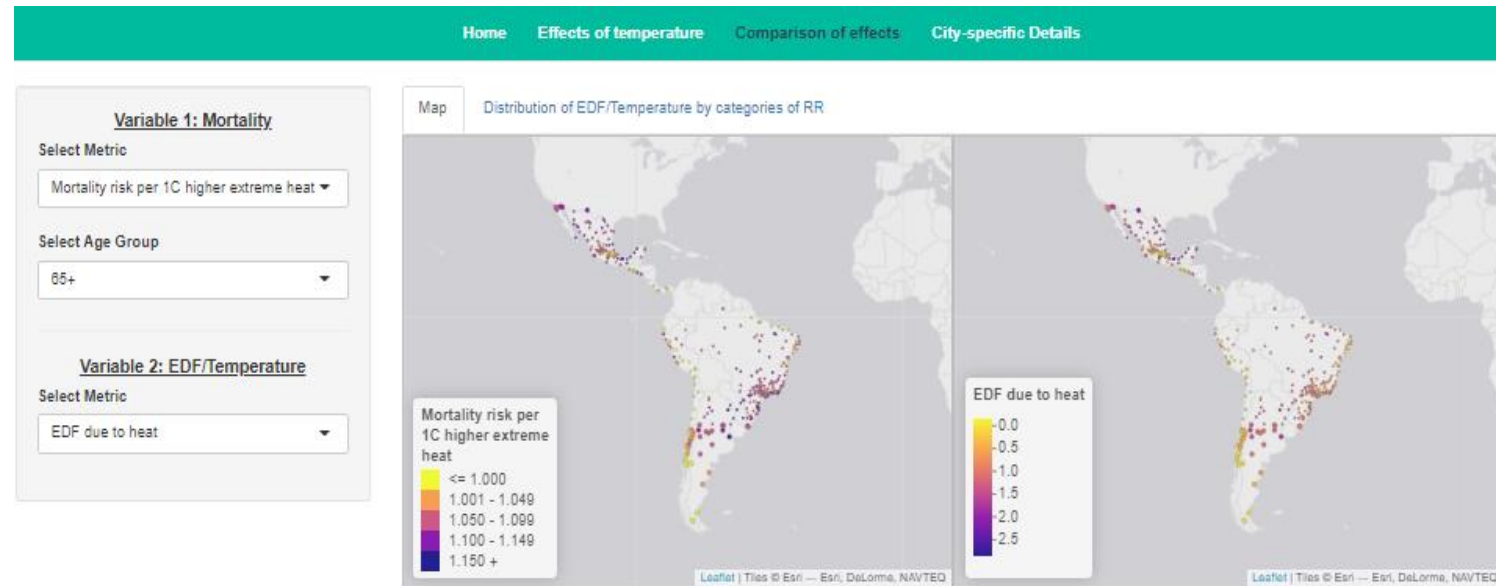 Home Effects of temperature Comparison of effects City-specific Details
Variable 1: Mortality
Select Metric
Mortality risk per 1C higher extreme heat
Select Age Group
65+
Variable 2: EDF/Temperature
Select Metric
EDF due to heat
Map Distribution of EDF/Temperature by categories of RR
Mortality risk per
1C higher extreme
heat
<= 1.000
1.001 - 1.049
1.050 - 1.099
1.100 - 1.149
1.150 +
Leaflet | Tiles © Esri — Esri, DeLorme, NAVTEQ
EDF due to heat
0.0
0.5
1.0
1.5
2.0
2.5
Leaflet | Tiles © Esri — Esri, DeLorme, NAVTEQ